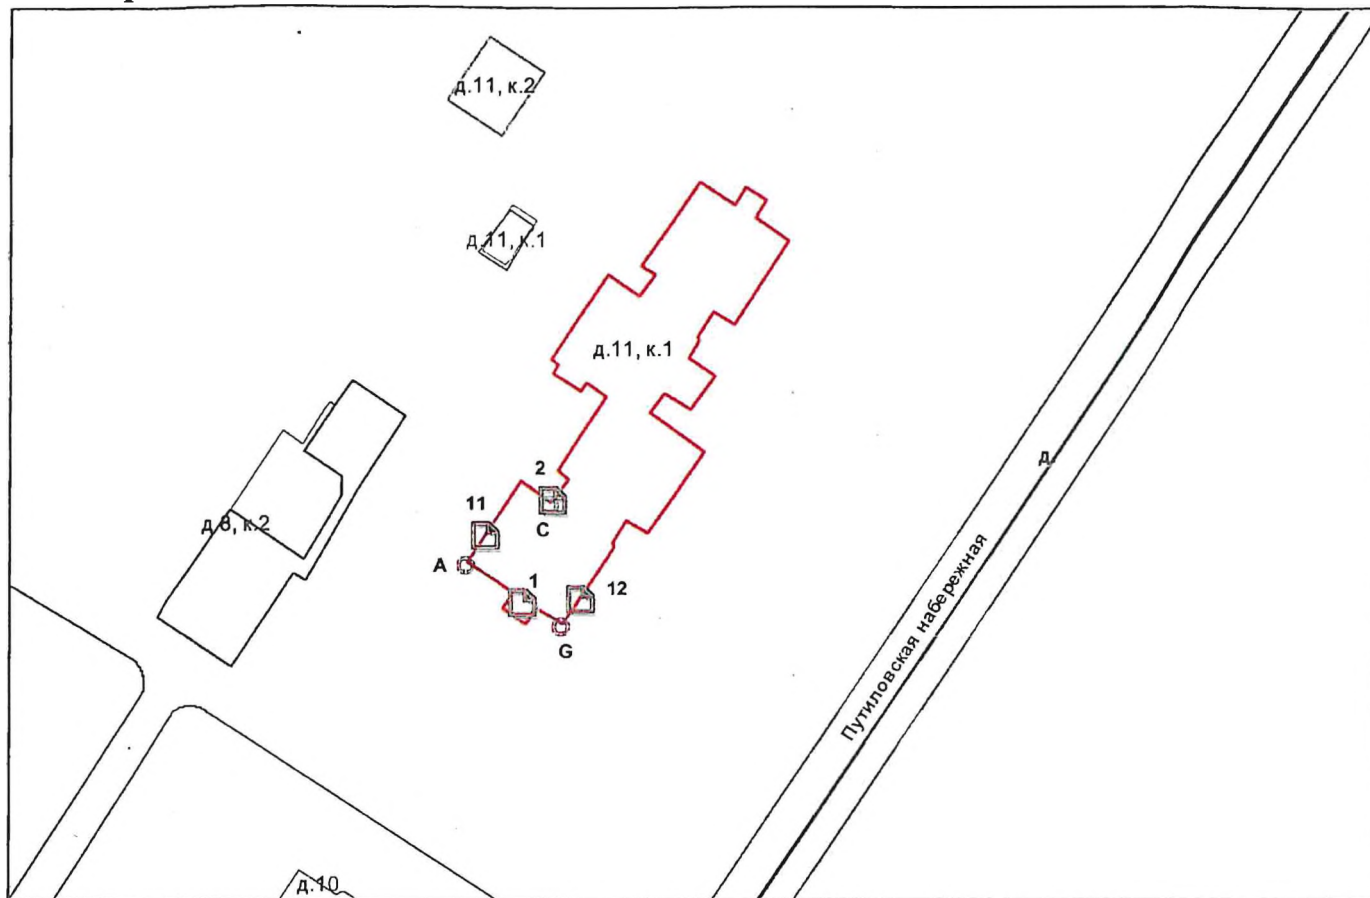 д.11, к.2
д.11, к.1
д.11, к.1
2
11
С
д.8, к.2
А
1
12
G
д.
Путиловская набережная
д.10